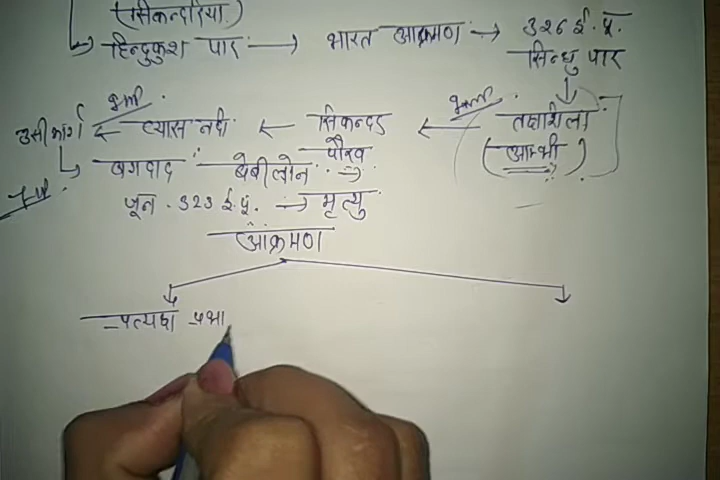 (सिकन्दरिया)
हिन्दुकुश पार → भारत आक्रमण → 326 ई.पू.
सिन्धु पार
उसी मार्ग ← व्यास नदी ← सिकन्दर ← तक्षशिला
पौरव (आम्भी)
बगदाद बेबीलोन
जून. 323 ई.पू. → मृत्यु
आक्रमण
प्रत्यक्ष प्रभा